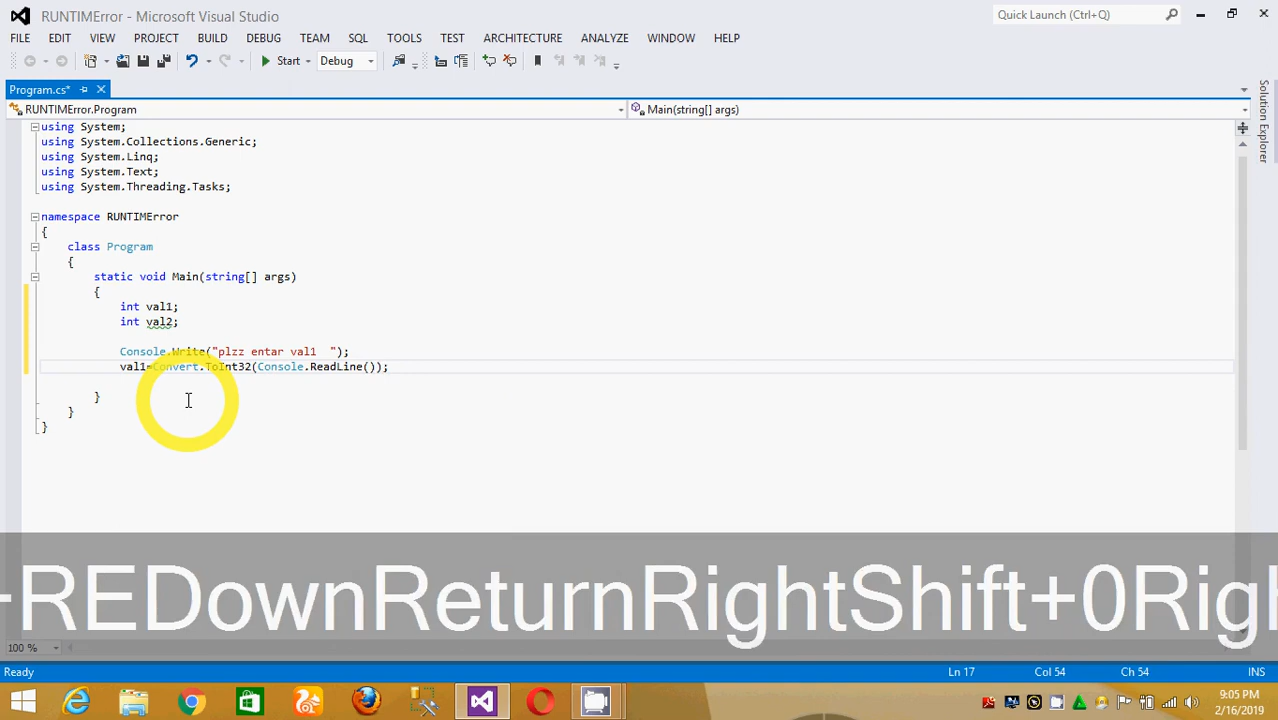 RUNTIMError - Microsoft Visual Studio
Quick Launch (Ctrl+Q)
FILE EDIT VIEW PROJECT BUILD DEBUG TEAM SQL TOOLS TEST ARCHITECTURE ANALYZE WINDOW HELP
Start Debug
Program.cs*
RUNTIMError.Program Main(string[] args)
Solution Explorer
using System;
using System.Collections.Generic;
using System.Linq;
using System.Text;
using System.Threading.Tasks;
namespace RUNTIMError
{
class Program
{
static void Main(string[] args)
{
int val1;
int val2;
Console.Write("plzz entar val1  ");
val1=Convert.ToInt32(Console.ReadLine());
}
}
}
+REDownReturnRightShift+0Righ
100 %
Ready Ln 17 Col 54 Ch 54 INS
9:05 PM
2/16/2019